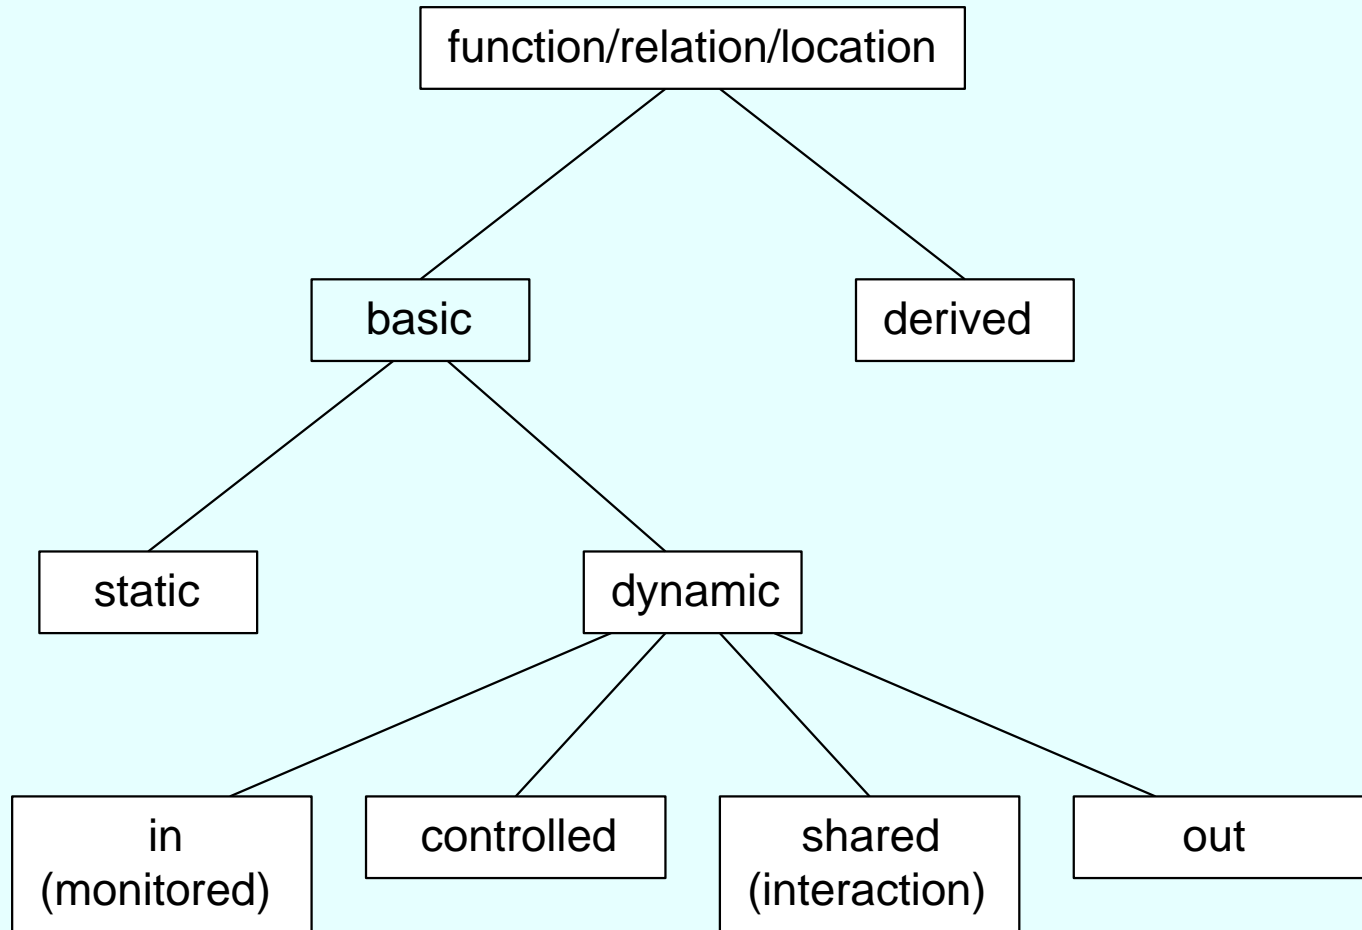 function/relation/location
basic
derived
static
dynamic
in
(monitored)
controlled
shared
(interaction)
out